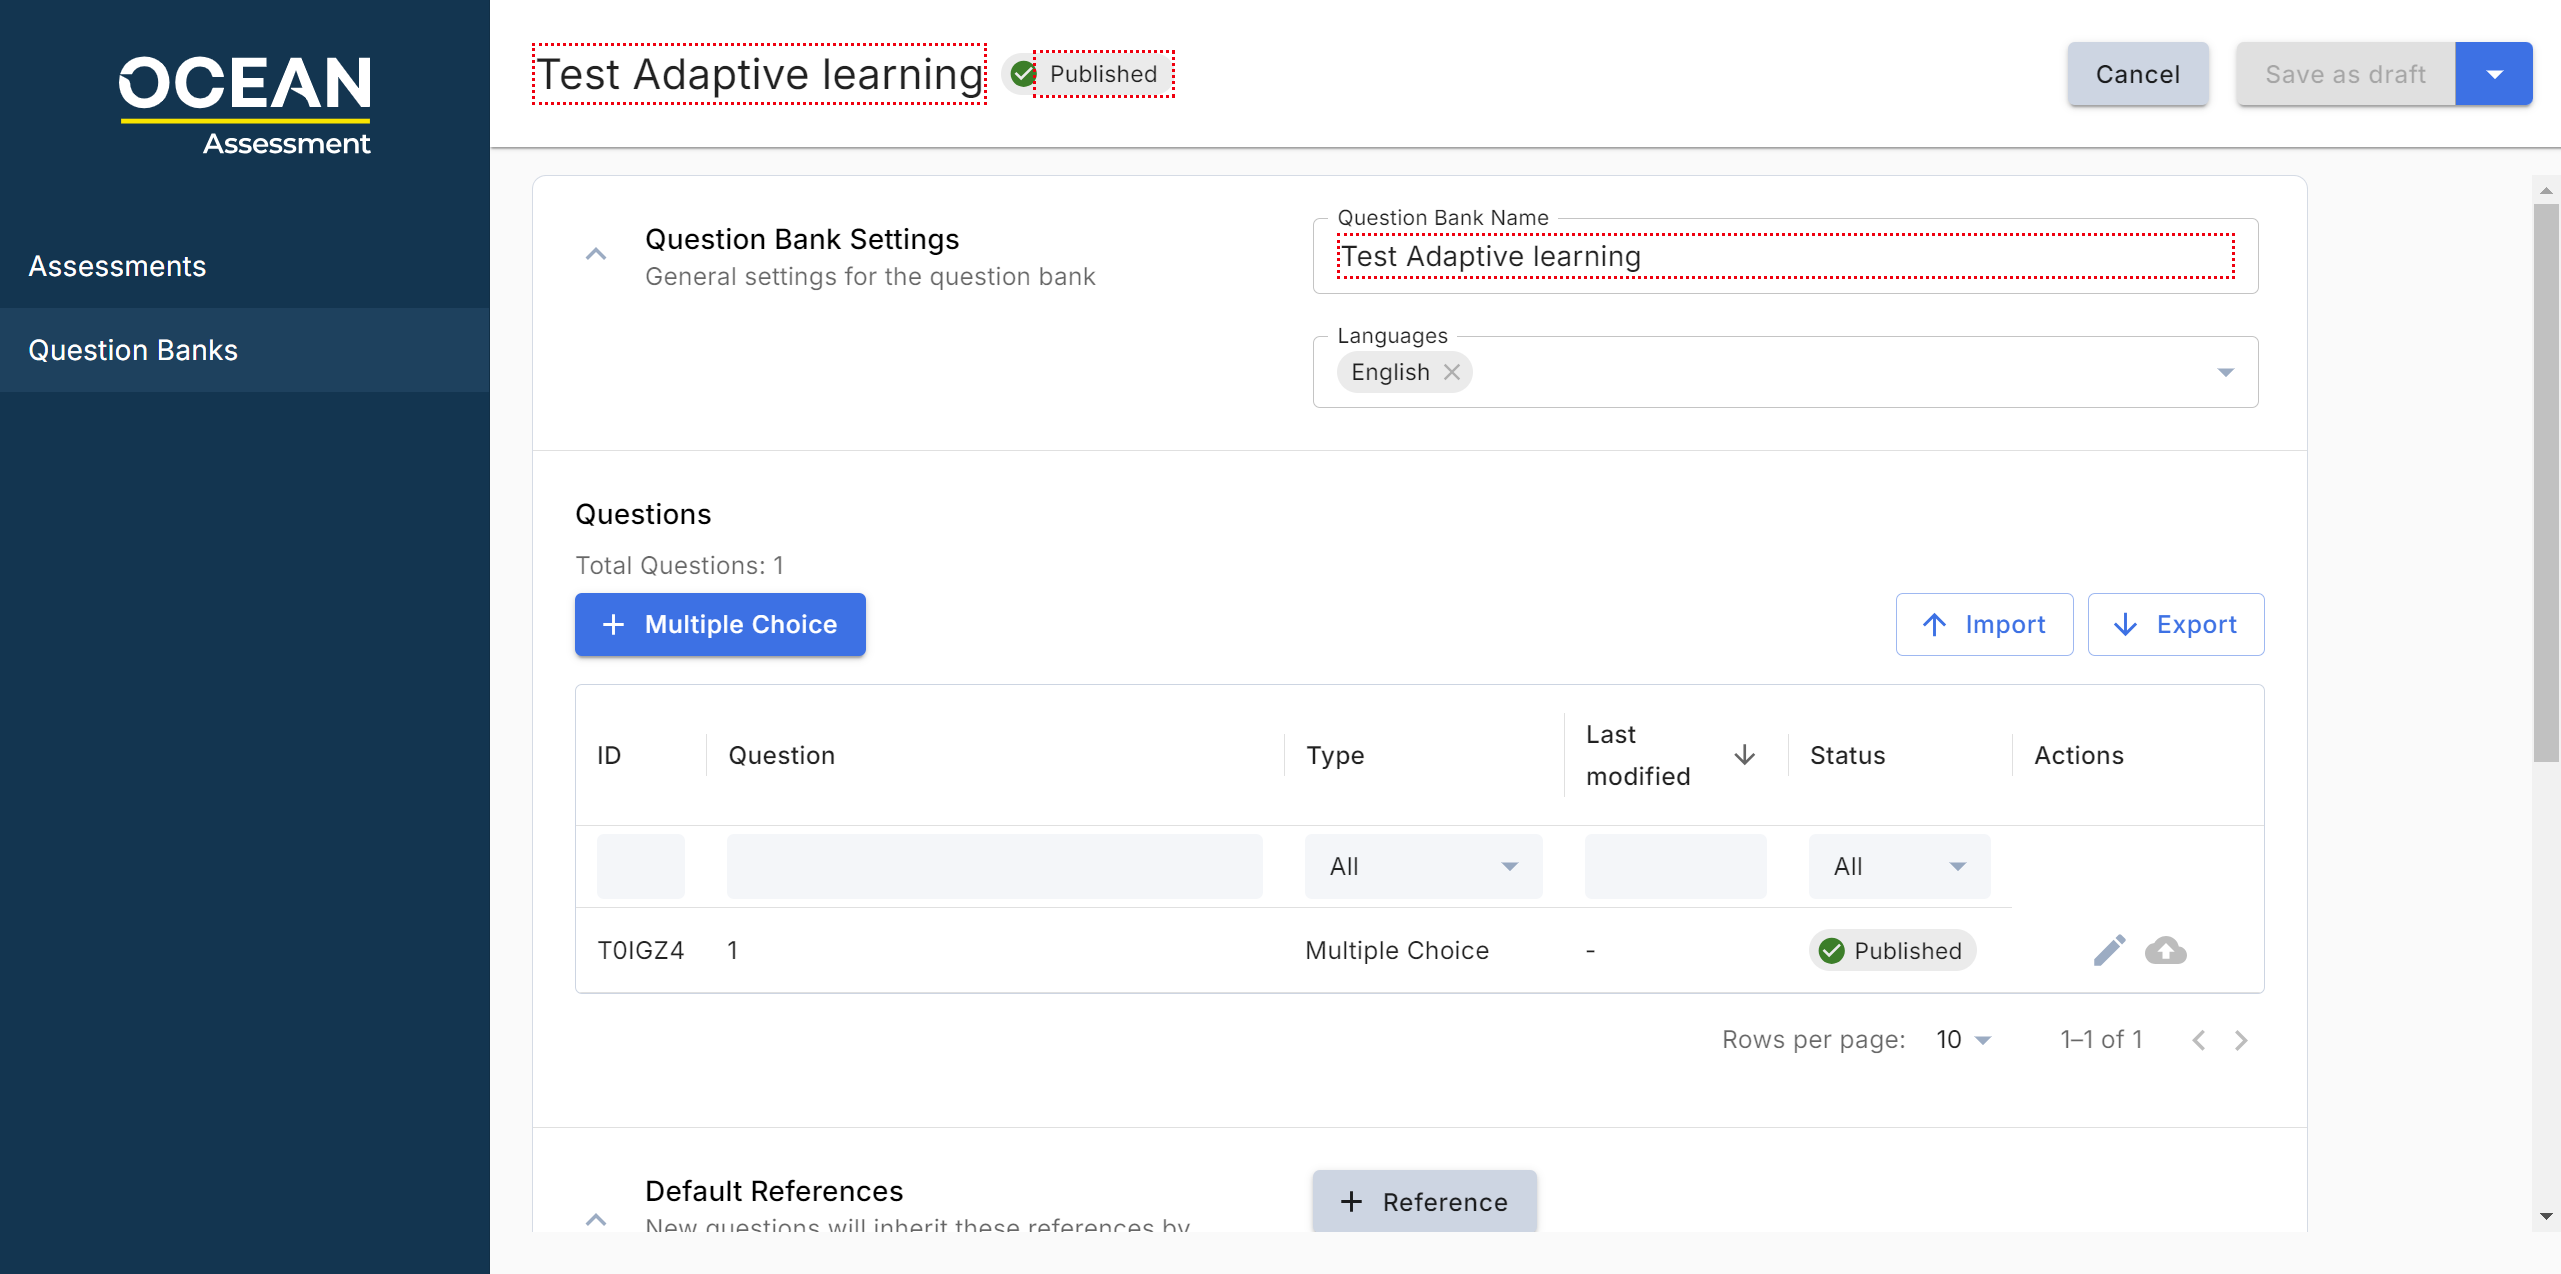 OCEAN
Assessment
Assessments
Question Banks
Test Adaptive learning
Published
Cancel
Save as draft
Question Bank Settings
General settings for the question bank
Question Bank Name
Test Adaptive learning
Languages
English
Questions
Total Questions: 1
Multiple Choice
Import
Export
ID
Question
Type
Last modified
Status
Actions
All
All
T0IGZ4
1
Multiple Choice
-
Published
Rows per page:
10
1–1 of 1
Default References
New questions will inherit these references by
Reference